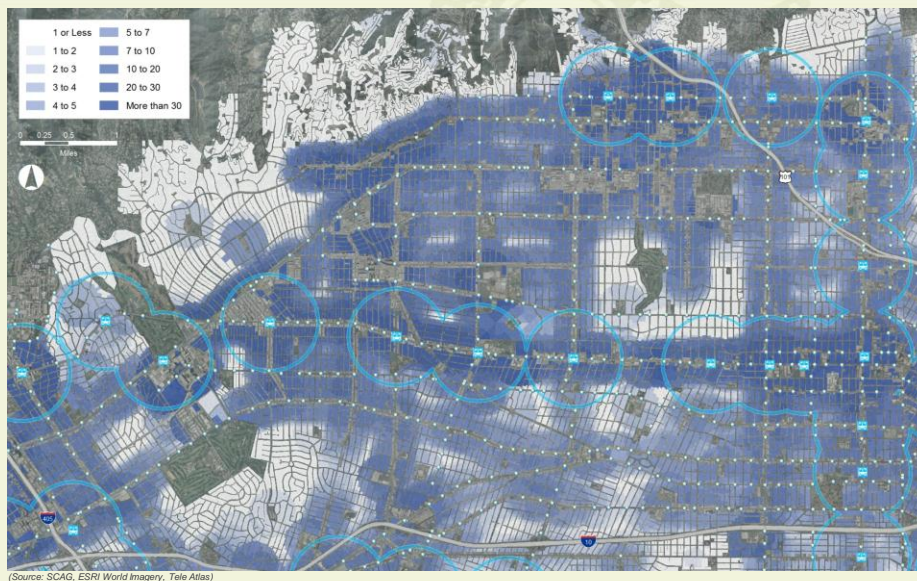 1 or Less
1 to 2
2 to 3
3 to 4
4 to 5
5 to 7
7 to 10
10 to 20
20 to 30
More than 30
0 0.25 0.5 1
Miles
101
405
10
(Source: SCAG, ESRI World Imagery, Tele Atlas)